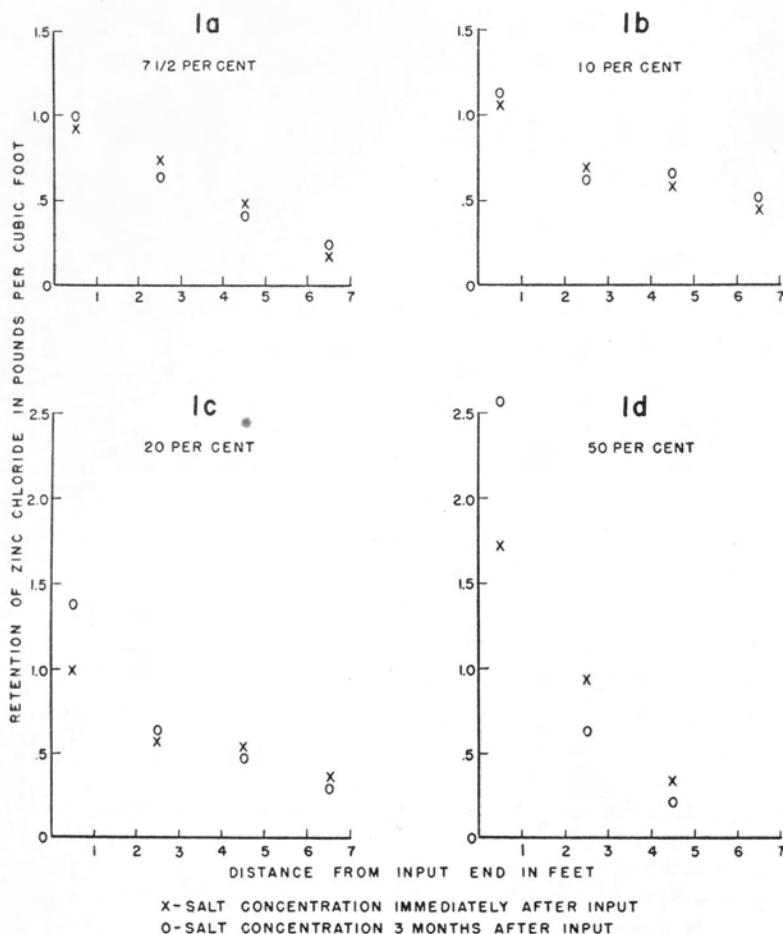 1a
7 1/2 PER CENT
1.5
1.0
.5
0
1 2 3 4 5 6 7
1b
10 PER CENT
1.5
1.0
.5
0
1 2 3 4 5 6 7
RETENTION OF ZINC CHLORIDE IN POUNDS PER CUBIC FOOT
1c
20 PER CENT
2.5
2.0
1.5
1.0
.5
0
1 2 3 4 5 6 7
1d
50 PER CENT
2.5
2.0
1.5
1.0
.5
0
1 2 3 4 5 6 7
DISTANCE FROM INPUT END IN FEET
X-SALT CONCENTRATION IMMEDIATELY AFTER INPUT
O-SALT CONCENTRATION 3 MONTHS AFTER INPUT